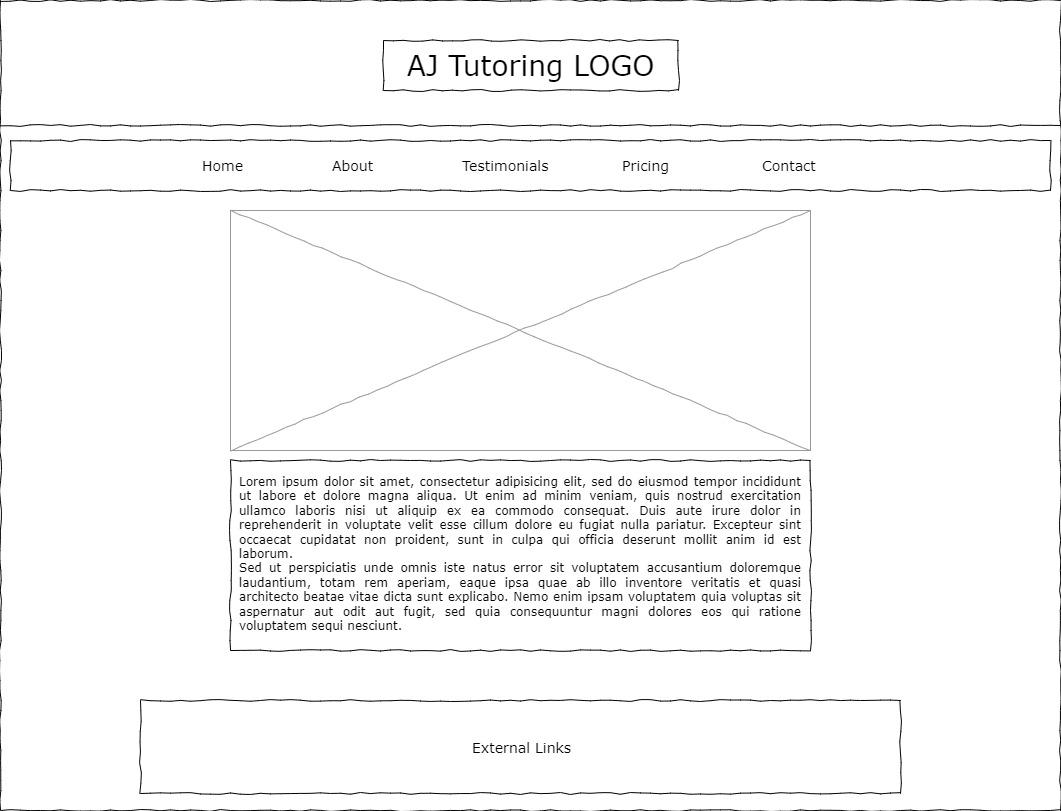 AJ Tutoring LOGO
Home About Testimonials Pricing Contact
Lorem ipsum dolor sit amet, consectetur adipisicing elit, sed do eiusmod tempor incididunt
ut labore et dolore magna aliqua. Ut enim ad minim veniam, quis nostrud exercitation
ullamco laboris nisi ut aliquip ex ea commodo consequat. Duis aute irure dolor in
reprehenderit in voluptate velit esse cillum dolore eu fugiat nulla pariatur. Excepteur sint
occaecat cupidatat non proident, sunt in culpa qui officia deserunt mollit anim id est
laborum.
Sed ut perspiciatis unde omnis iste natus error sit voluptatem accusantium doloremque
laudantium, totam rem aperiam, eaque ipsa quae ab illo inventore veritatis et quasi
architecto beatae vitae dicta sunt explicabo. Nemo enim ipsam voluptatem quia voluptas sit
aspernatur aut odit aut fugit, sed quia consequuntur magni dolores eos qui ratione
voluptatem sequi nesciunt.
External Links